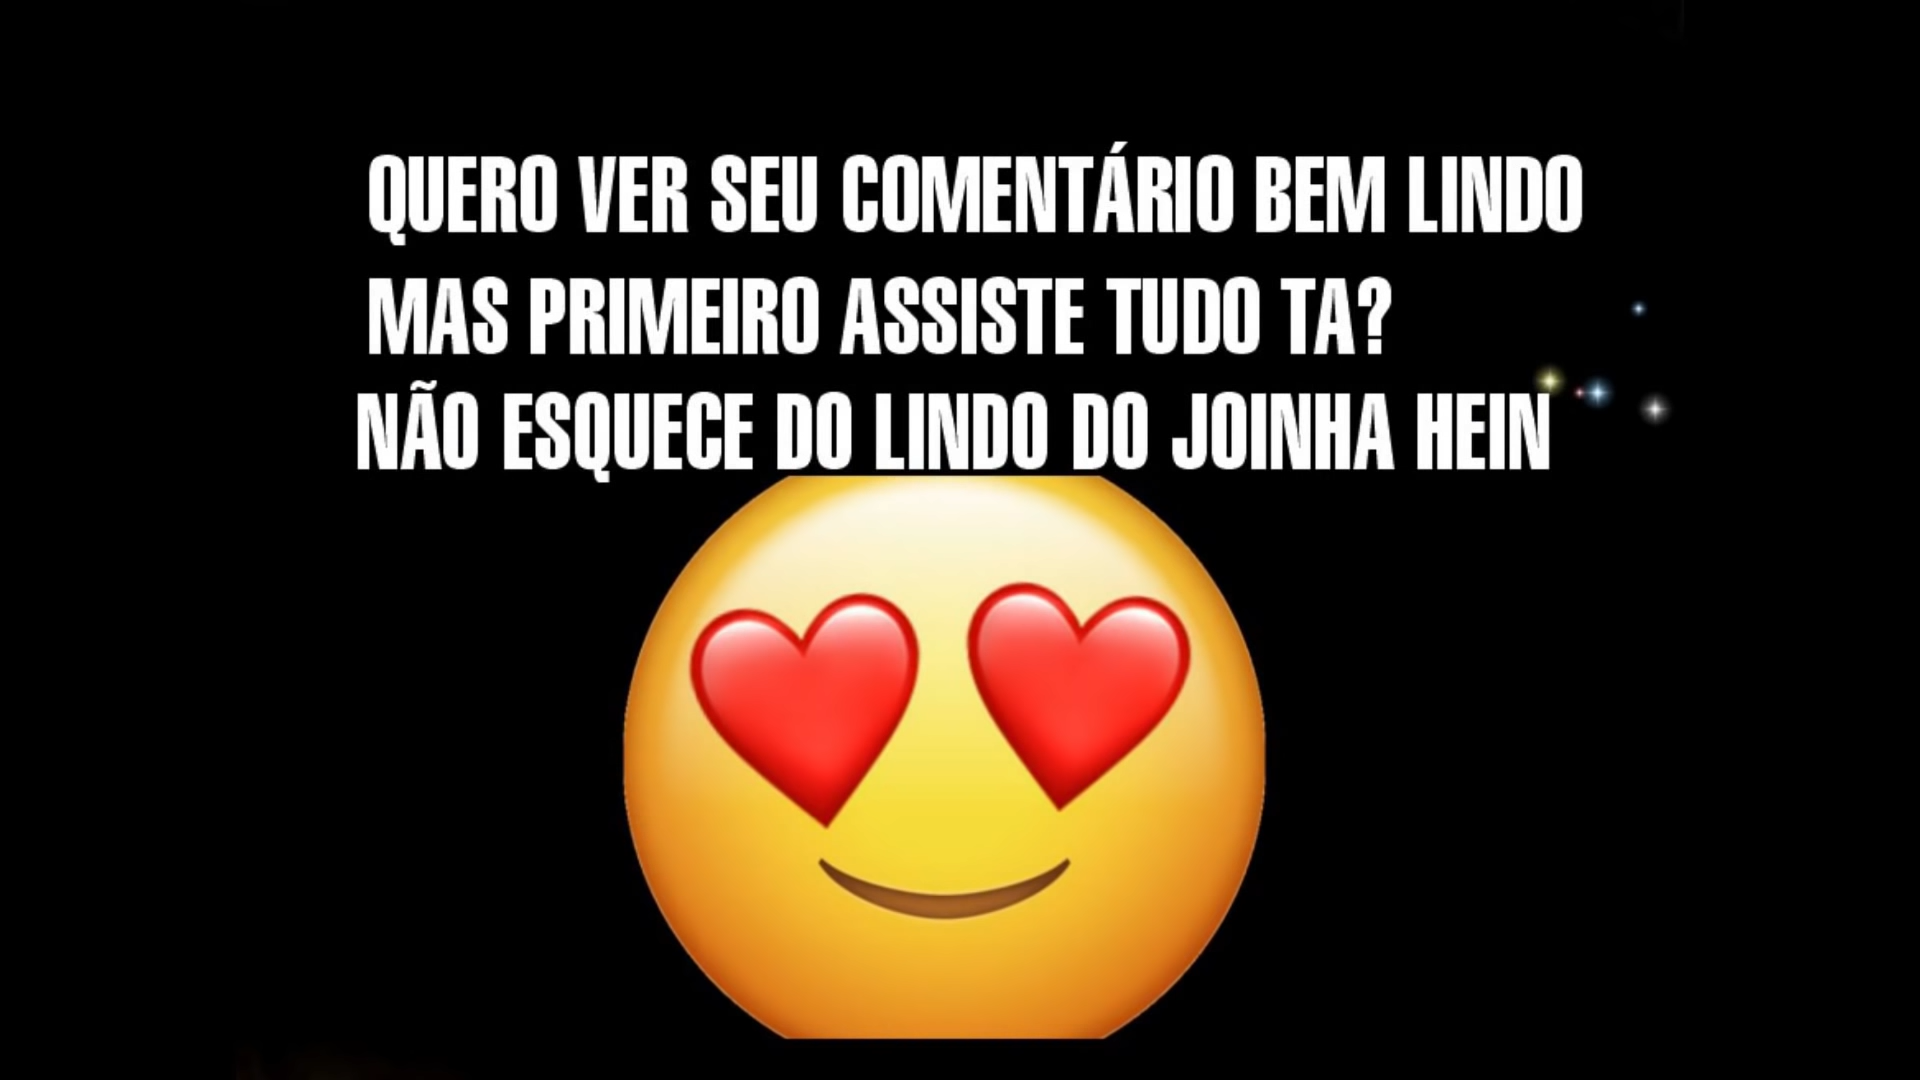 QUERO VER SEU COMENTÁRIO BEM LINDO
MAS PRIMEIRO ASSISTE TUDO TA?
NÃO ESQUECE DO LINDO DO JOINHA HEIN